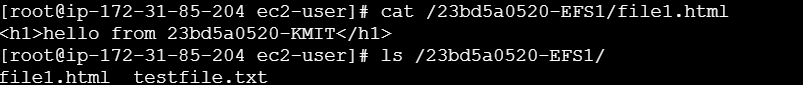 [root@ip-172-31-85-204 ec2-user]# cat /23bd5a0520-EFS1/file1.html
<h1>hello from 23bd5a0520-KMIT</h1>
[root@ip-172-31-85-204 ec2-user]# ls /23bd5a0520-EFS1/
file1.html  testfile.txt